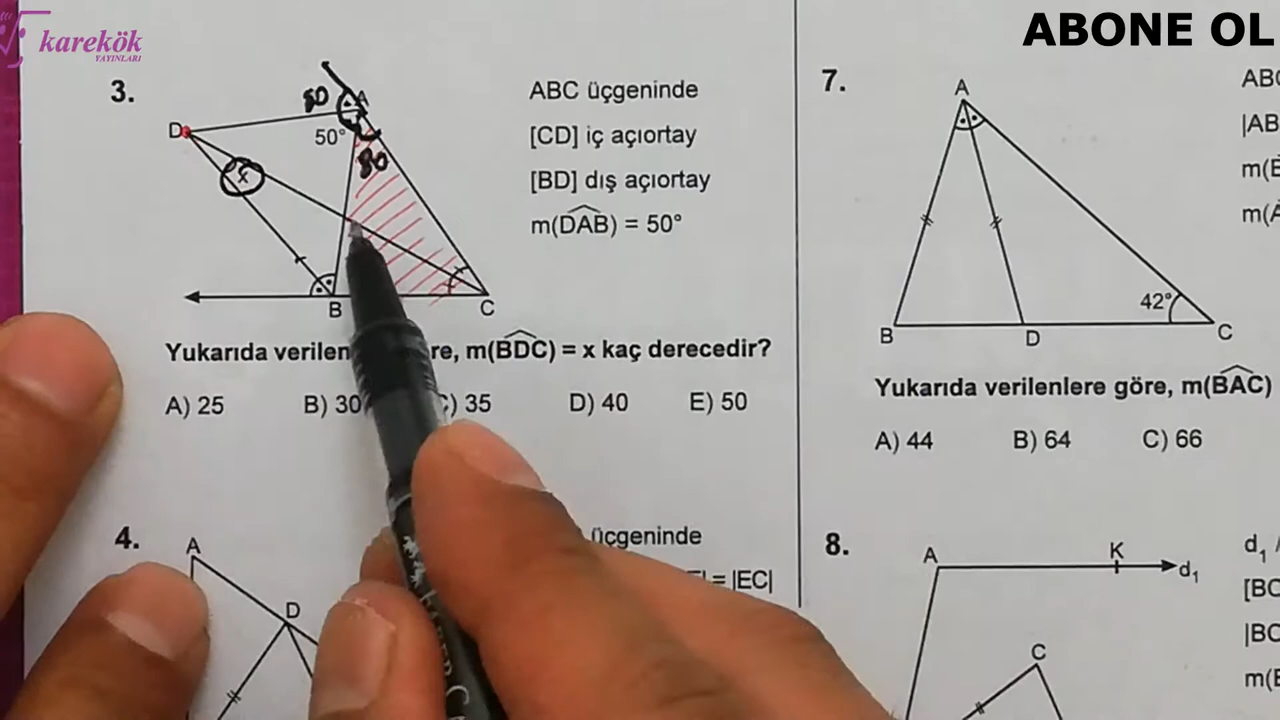 karekök
YAYINLARI
ABONE OL
3.
D
50
A
50°
80
x
B
C
ABC üçgeninde
[CD] iç açıortay
[BD] dış açıortay
m(DAB) = 50°
Yukarıda verilen re, m(BDC) = x kaç derecedir?
A) 25 B) 30 C) 35 D) 40 E) 50
4.
A
D
üçgeninde
= |EC|
7.
A
B
D
42°
C
ABC
|AB
m(B
m(A
Yukarıda verilenlere göre, m(BAC)
A) 44 B) 64 C) 66
8.
A
K
d₁
C
d₁ /
[BC
|BC
m(B